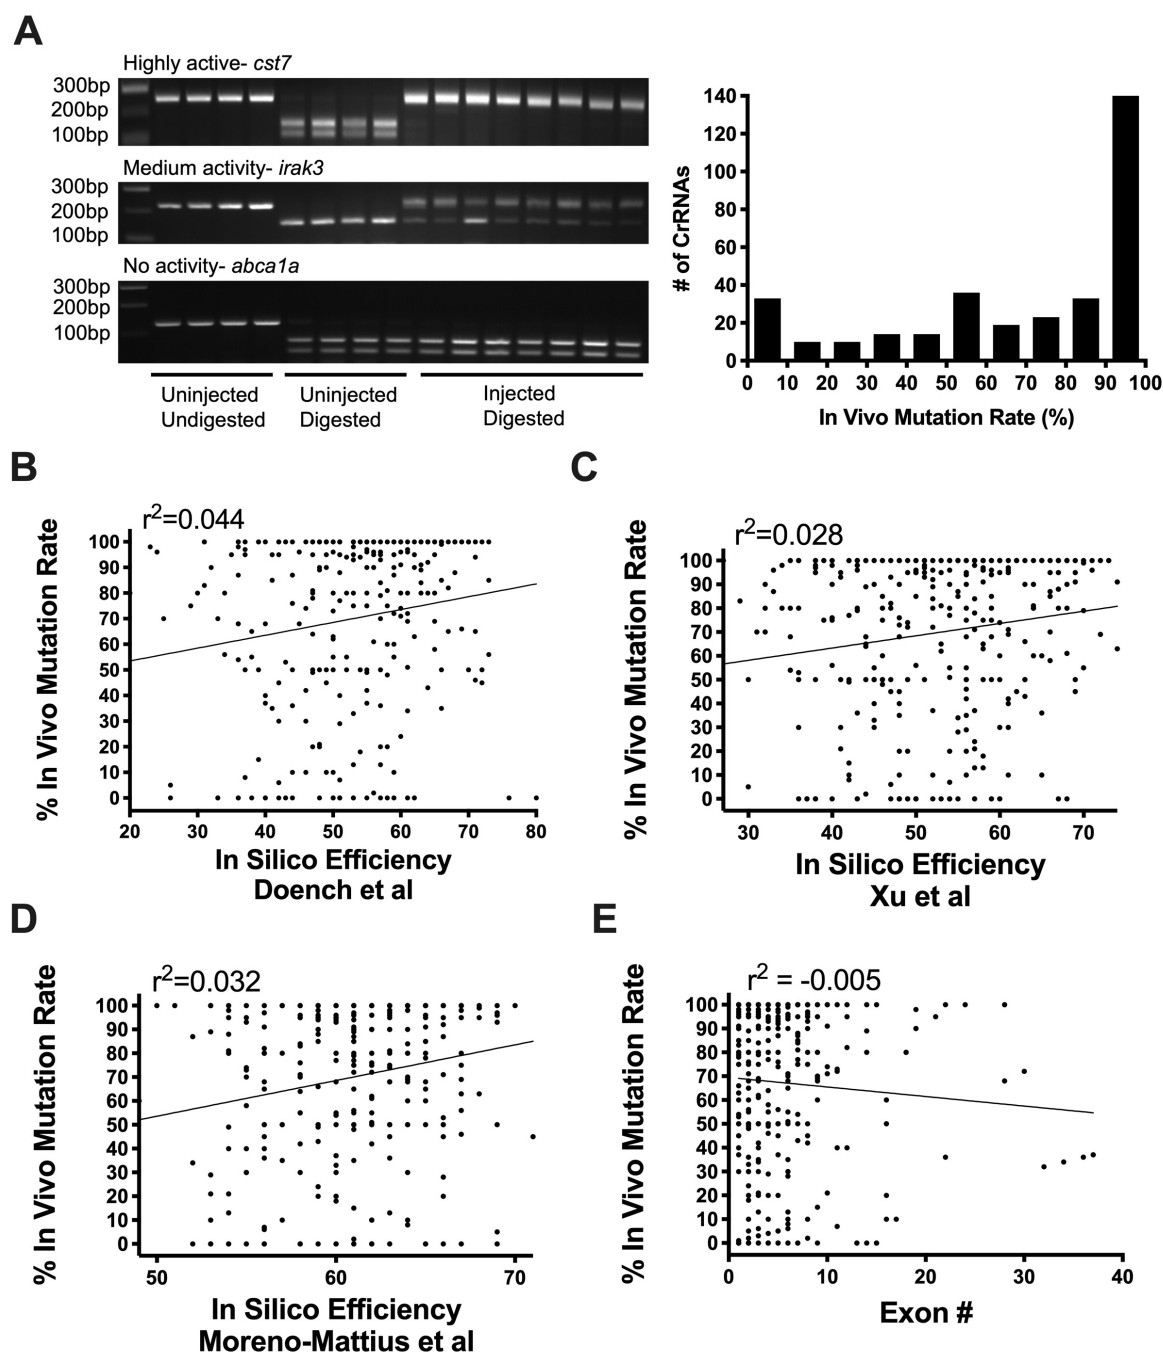 A
Highly active- cst7
300bp
200bp
100bp
Medium activity- irak3
300bp
200bp
100bp
No activity- abca1a
300bp
200bp
100bp
Uninjected
Undigested
Uninjected
Digested
Injected
Digested
# of CrRNAs
140
120
100
80
60
40
20
0
0 10 20 30 40 50 60 70 80 90 100
In Vivo Mutation Rate (%)
B
r2=0.044
% In Vivo Mutation Rate
100
90
80
70
60
50
40
30
20
10
0
20 30 40 50 60 70 80
In Silico Efficiency
Doench et al
C
r2=0.028
% In Vivo Mutation Rate
100
90
80
70
60
50
40
30
20
10
0
30 40 50 60 70
In Silico Efficiency
Xu et al
D
r2=0.032
% In Vivo Mutation Rate
100
90
80
70
60
50
40
30
20
10
0
50 60 70
In Silico Efficiency
Moreno-Mattius et al
E
r2 = -0.005
% In Vivo Mutation Rate
100
90
80
70
60
50
40
30
20
10
0
0 10 20 30 40
Exon #